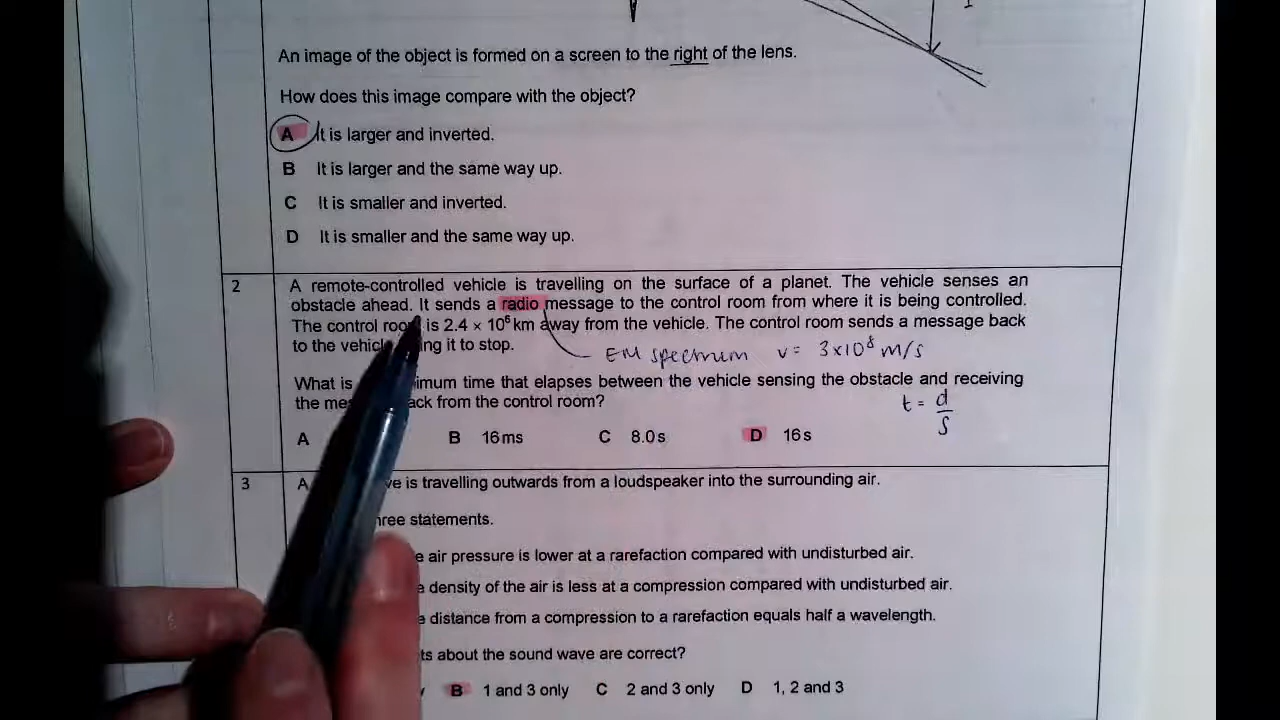 An image of the object is formed on a screen to the right of the lens.
How does this image compare with the object?
A It is larger and inverted.
B It is larger and the same way up.
C It is smaller and inverted.
D It is smaller and the same way up.
2 A remote-controlled vehicle is travelling on the surface of a planet. The vehicle senses an
obstacle ahead. It sends a radio message to the control room from where it is being controlled.
The control room is 2.4 × 10⁶ km away from the vehicle. The control room sends a message back
to the vehicle it to stop.
EM spectrum v = 3x10⁸ m/s
What is time that elapses between the vehicle sensing the obstacle and receiving
the back from the control room?
t = d/s
A B 16 ms C 8.0 s D 16 s
3 A is travelling outwards from a loudspeaker into the surrounding air.
statements.
air pressure is lower at a rarefaction compared with undisturbed air.
density of the air is less at a compression compared with undisturbed air.
distance from a compression to a rarefaction equals half a wavelength.
about the sound wave are correct?
B 1 and 3 only C 2 and 3 only D 1, 2 and 3